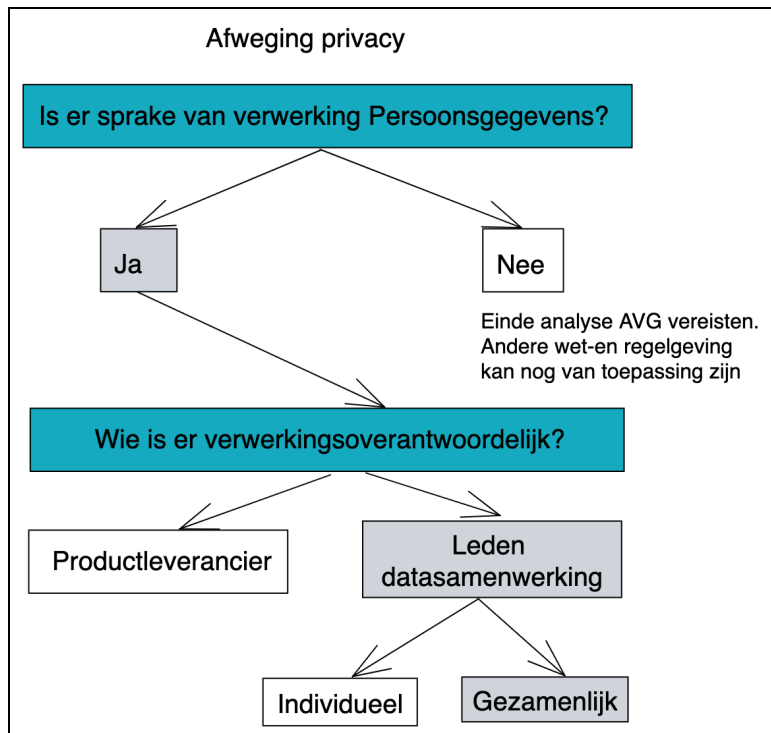 Afweging privacy
Is er sprake van verwerking Persoonsgegevens?
Ja
Nee
Einde analyse AVG vereisten.
Andere wet-en regelgeving
kan nog van toepassing zijn
Wie is er verwerkingsoverantwoordelijk?
Productleverancier
Leden
datasamenwerking
Individueel
Gezamenlijk